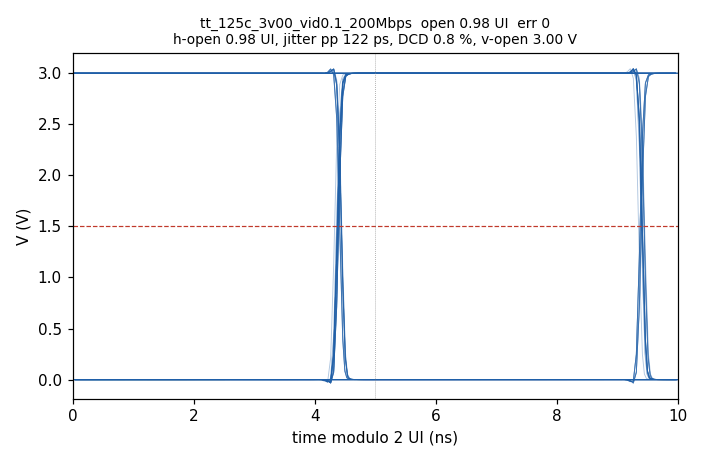 tt_125c_3v00_vid0.1_200Mbps  open 0.98 UI  err 0
h-open 0.98 UI, jitter pp 122 ps, DCD 0.8 %, v-open 3.00 V
3.0
2.5
2.0
1.5
1.0
0.5
0.0
V (V)
0 2 4 6 8 10
time modulo 2 UI (ns)